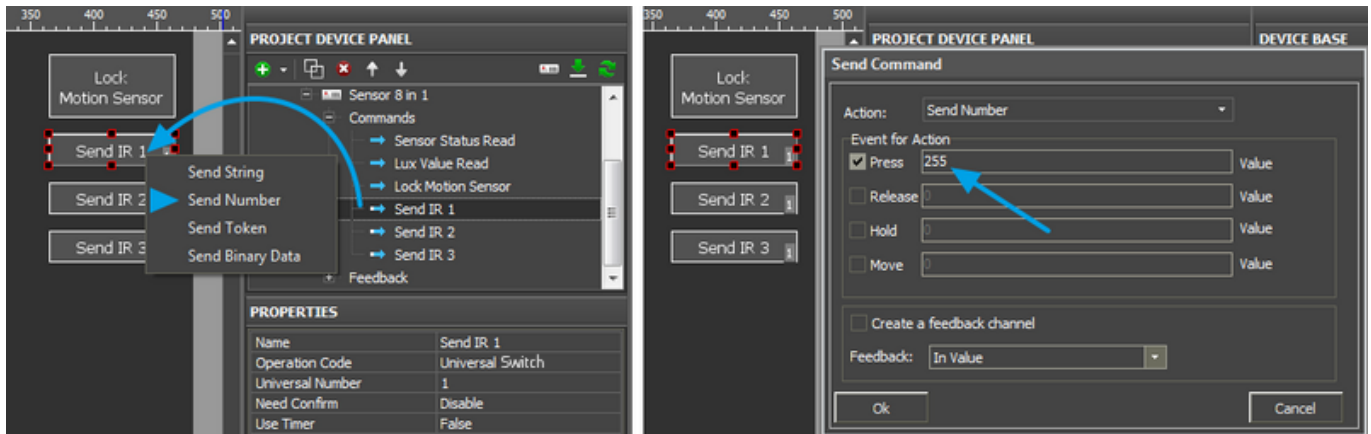 350 400 450 500
PROJECT DEVICE PANEL
Lock
Motion Sensor
Send IR 1
Send IR 2
Send IR 3
Send String
Send Number
Send Token
Send Binary Data
Sensor 8 in 1
Commands
Sensor Status Read
Lux Value Read
Lock Motion Sensor
Send IR 1
Send IR 2
Send IR 3
Feedback
PROPERTIES
Name Send IR 1
Operation Code Universal Switch
Universal Number 1
Need Confirm Disable
Use Timer False
350 400 450 500
PROJECT DEVICE PANEL DEVICE BASE
Lock
Motion Sensor
Send IR 1 1
Send IR 2 1
Send IR 3 1
Send Command
Action: Send Number
Event for Action
Press 255 Value
Release 0 Value
Hold 0 Value
Move 0 Value
Create a feedback channel
Feedback: In Value
Ok Cancel